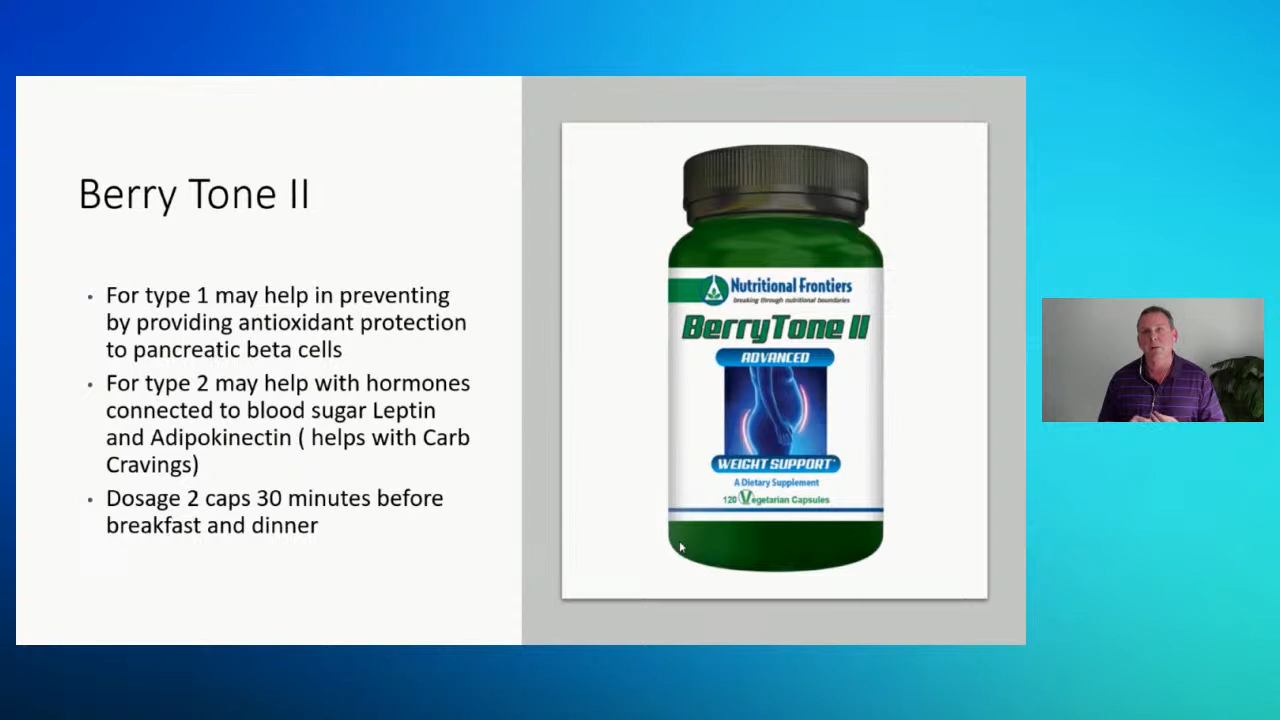 Berry Tone II
• For type 1 may help in preventing
by providing antioxidant protection
to pancreatic beta cells
• For type 2 may help with hormones
connected to blood sugar Leptin
and Adipokinectin ( helps with Carb
Cravings)
• Dosage 2 caps 30 minutes before
breakfast and dinner
Nutritional Frontiers
breaking through nutritional boundaries
BerryTone II
ADVANCED
WEIGHT SUPPORT*
A Dietary Supplement
120 Vegetarian Capsules